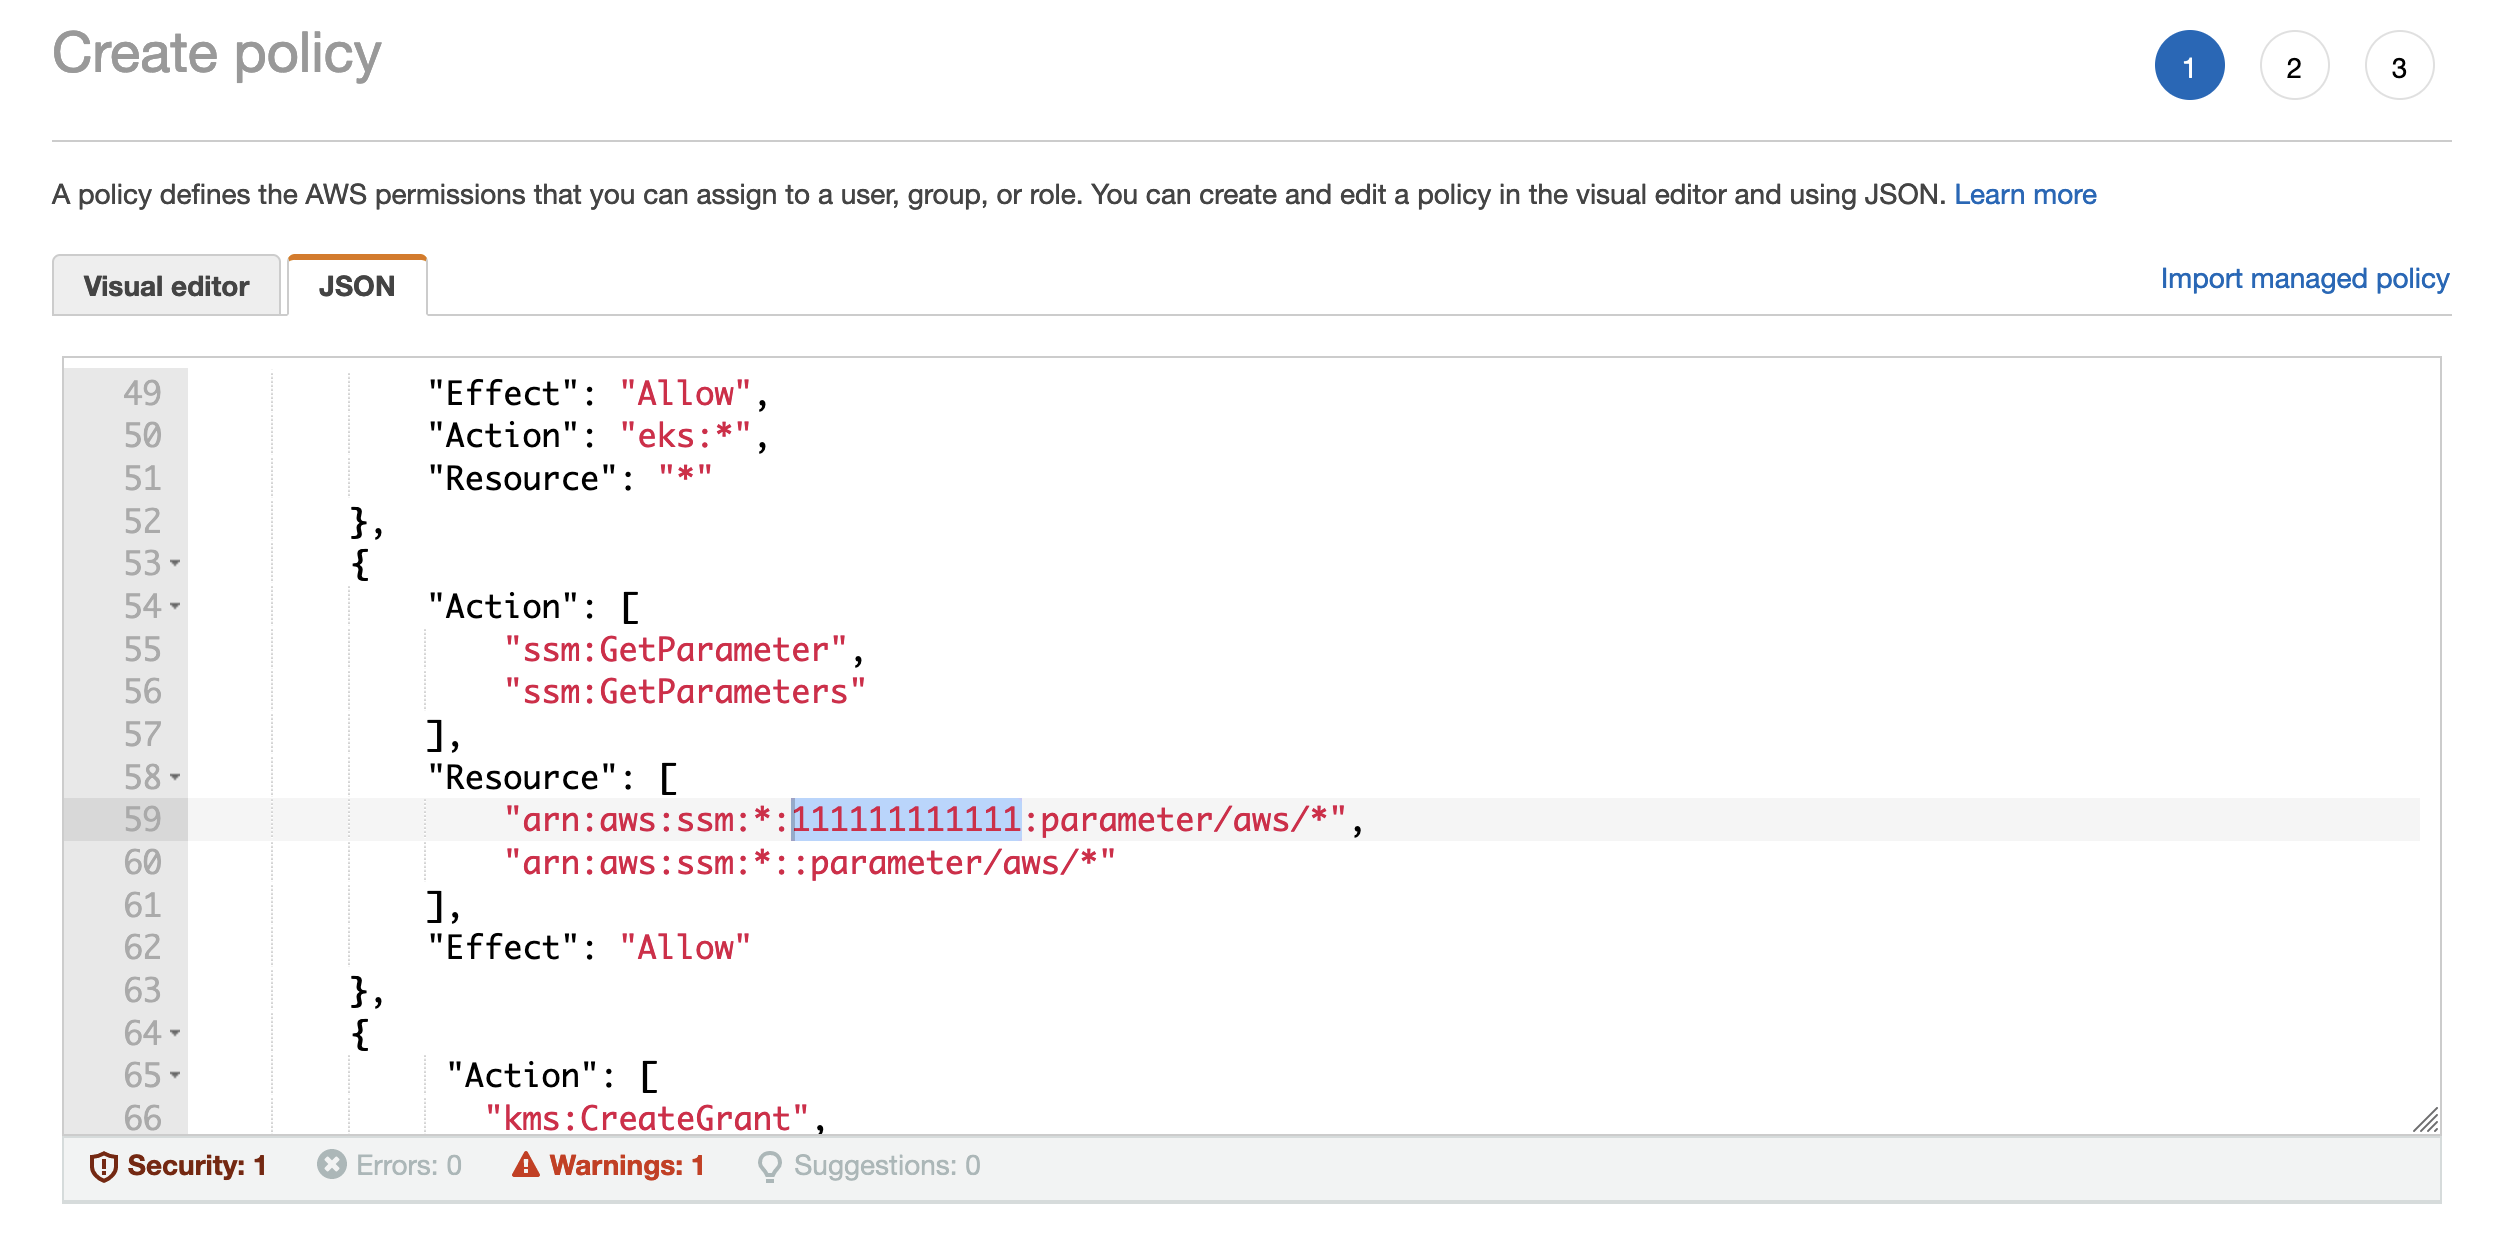 Create policy
1 2 3
A policy defines the AWS permissions that you can assign to a user, group, or role. You can create and edit a policy in the visual editor and using JSON. Learn more
Visual editor JSON Import managed policy
49 "Effect": "Allow",
50 "Action": "eks:*",
51 "Resource": "*"
52 },
53 {
54 "Action": [
55 "ssm:GetParameter",
56 "ssm:GetParameters"
57 ],
58 "Resource": [
59 "arn:aws:ssm:*:111111111111:parameter/aws/*",
60 "arn:aws:ssm:*::parameter/aws/*"
61 ],
62 "Effect": "Allow"
63 },
64 {
65 "Action": [
66 "kms:CreateGrant",
Security: 1 Errors: 0 Warnings: 1 Suggestions: 0